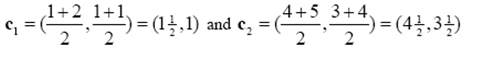 c₁ = (1+2/2, 1+1/2) = (1½,1) and c₂ = (4+5/2, 3+4/2) = (4½,3½)